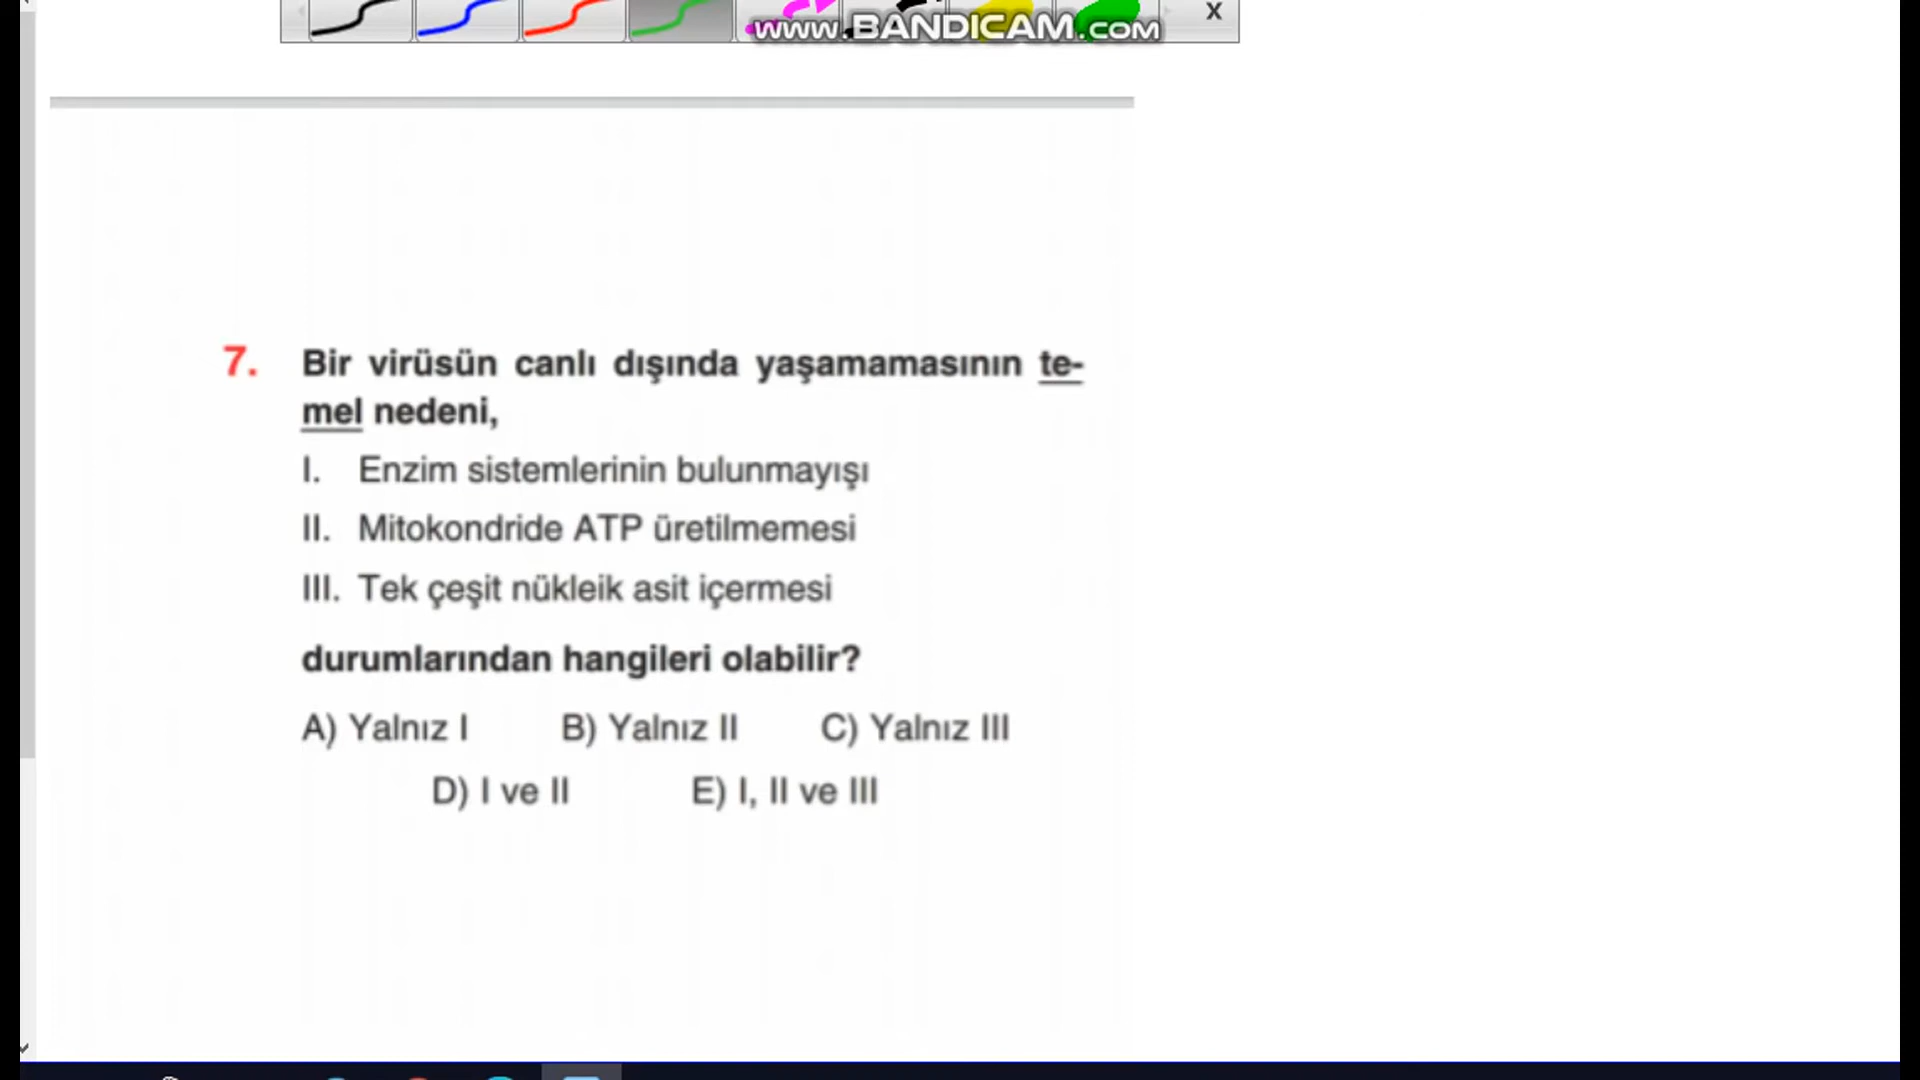 X
www.BANDICAM.com
7. Bir virüsün canlı dışında yaşamamasının te-
mel nedeni,
I. Enzim sistemlerinin bulunmayışı
II. Mitokondride ATP üretilmemesi
III. Tek çeşit nükleik asit içermesi
durumlarından hangileri olabilir?
A) Yalnız I B) Yalnız II C) Yalnız III
D) I ve II E) I, II ve III